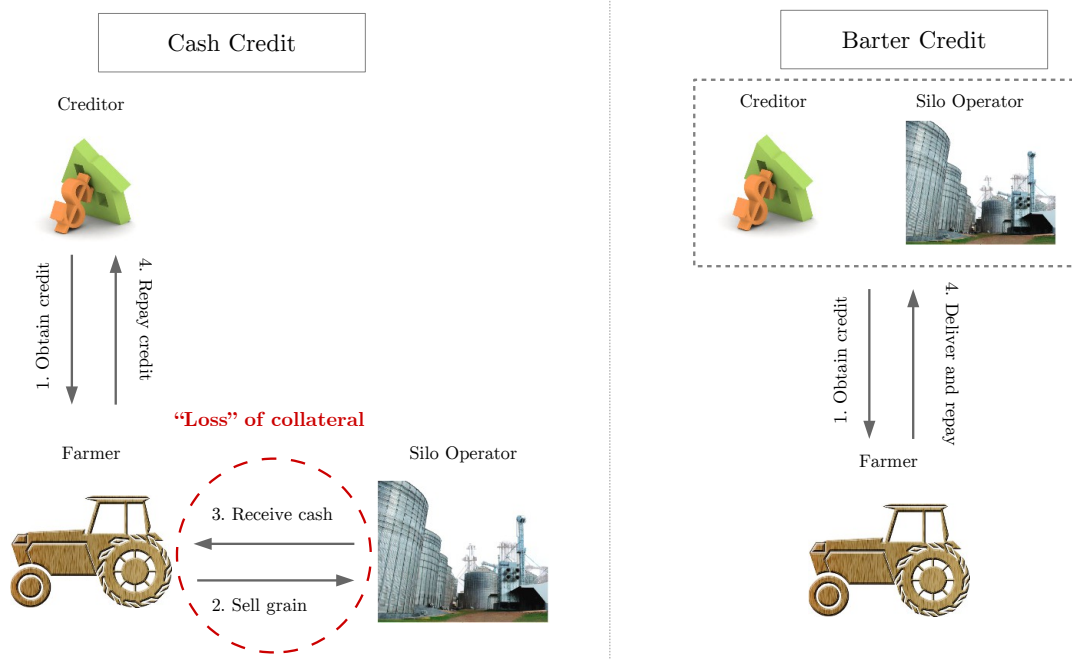 Cash Credit
Creditor
1. Obtain credit
4. Repay credit
“Loss” of collateral
Farmer
Silo Operator
3. Receive cash
2. Sell grain
Barter Credit
Creditor
Silo Operator
1. Obtain credit
4. Deliver and repay
Farmer